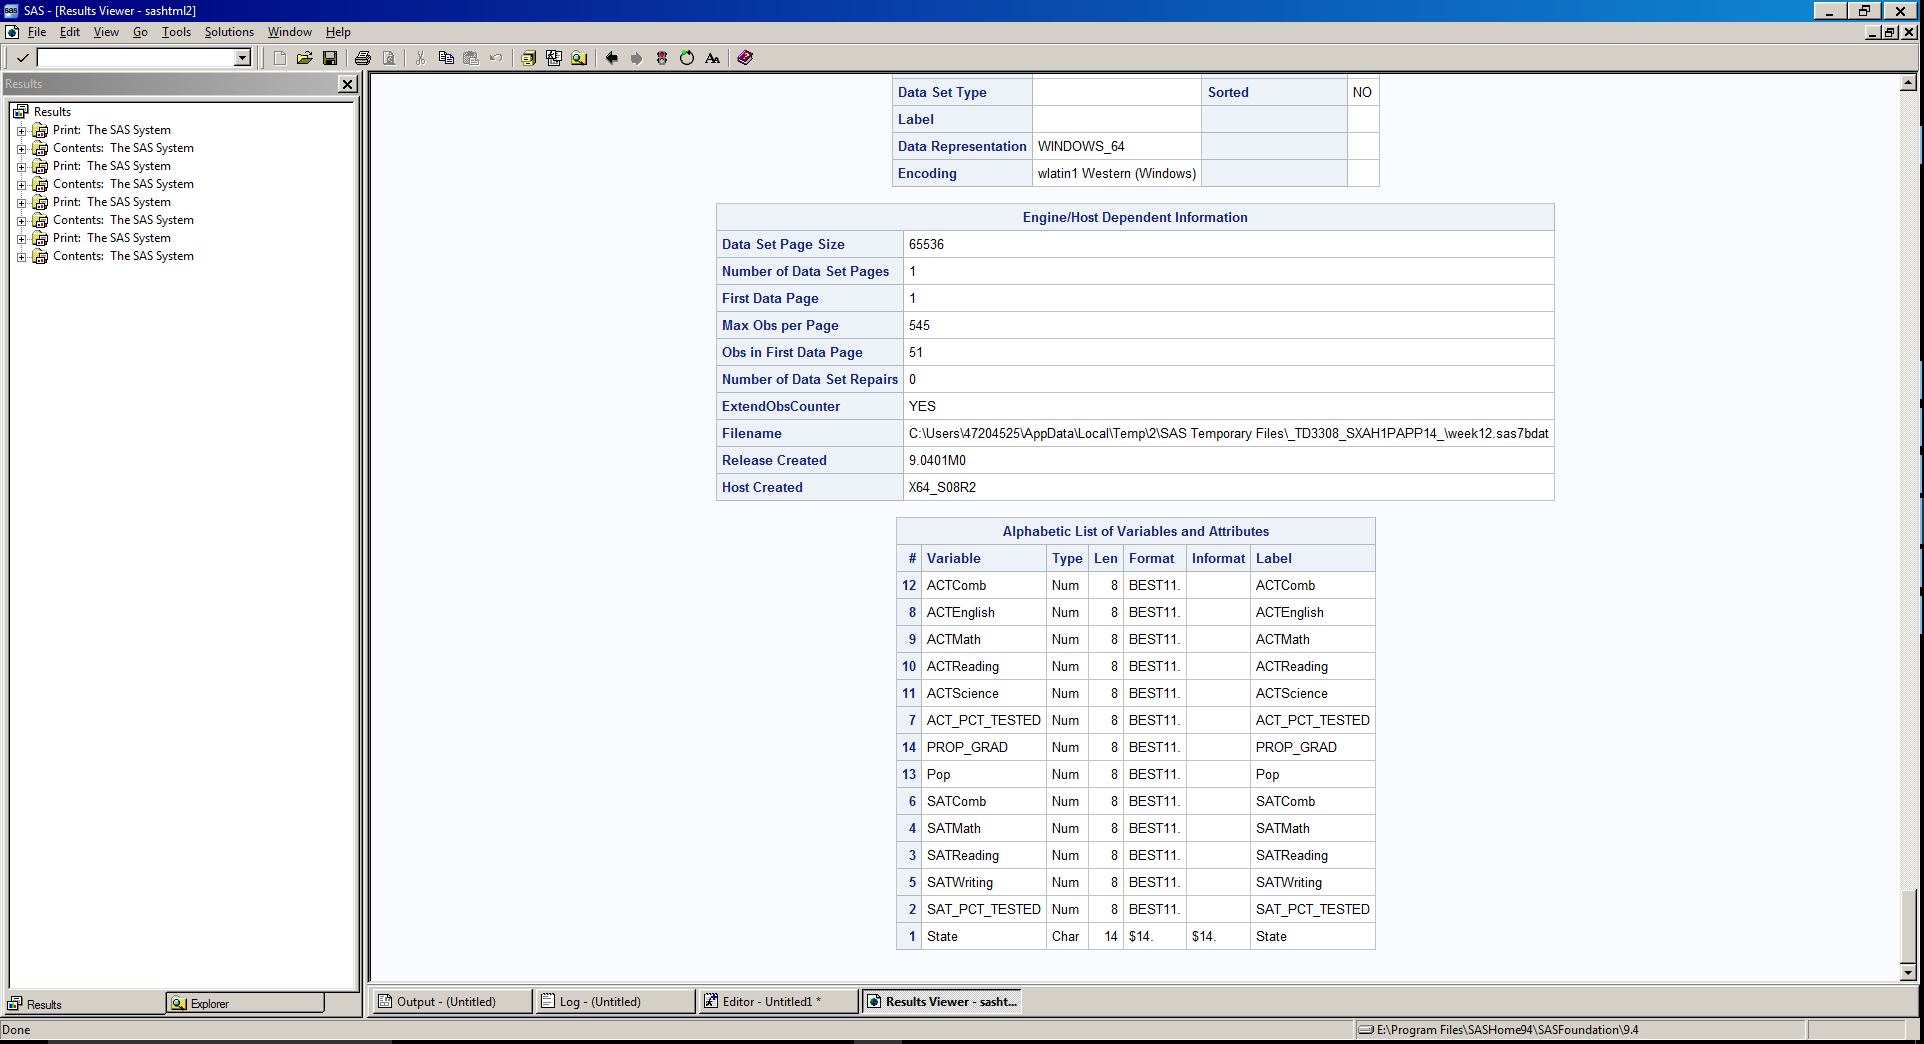 SAS - [Results Viewer - sashtml2]
File Edit View Go Tools Solutions Window Help
Results
Results
Print: The SAS System
Contents: The SAS System
Print: The SAS System
Contents: The SAS System
Print: The SAS System
Contents: The SAS System
Print: The SAS System
Contents: The SAS System
Data Set Type Sorted NO
Label
Data Representation WINDOWS_64
Encoding wlatin1 Western (Windows)
Engine/Host Dependent Information
Data Set Page Size 65536
Number of Data Set Pages 1
First Data Page 1
Max Obs per Page 545
Obs in First Data Page 51
Number of Data Set Repairs 0
ExtendObsCounter YES
Filename C:\Users\47204525\AppData\Local\Temp\2\SAS Temporary Files\_TD3308_SXAH1PAPP14_\week12.sas7bdat
Release Created 9.0401M0
Host Created X64_S08R2
Alphabetic List of Variables and Attributes
# Variable Type Len Format Informat Label
12 ACTComb Num 8 BEST11. ACTComb
8 ACTEnglish Num 8 BEST11. ACTEnglish
9 ACTMath Num 8 BEST11. ACTMath
10 ACTReading Num 8 BEST11. ACTReading
11 ACTScience Num 8 BEST11. ACTScience
7 ACT_PCT_TESTED Num 8 BEST11. ACT_PCT_TESTED
14 PROP_GRAD Num 8 BEST11. PROP_GRAD
13 Pop Num 8 BEST11. Pop
6 SATComb Num 8 BEST11. SATComb
4 SATMath Num 8 BEST11. SATMath
3 SATReading Num 8 BEST11. SATReading
5 SATWriting Num 8 BEST11. SATWriting
2 SAT_PCT_TESTED Num 8 BEST11. SAT_PCT_TESTED
1 State Char 14 $14. $14. State
Results Explorer
Output - (Untitled) Log - (Untitled) Editor - Untitled1 * Results Viewer - sasht...
Done E:\Program Files\SASHome94\SASFoundation\9.4